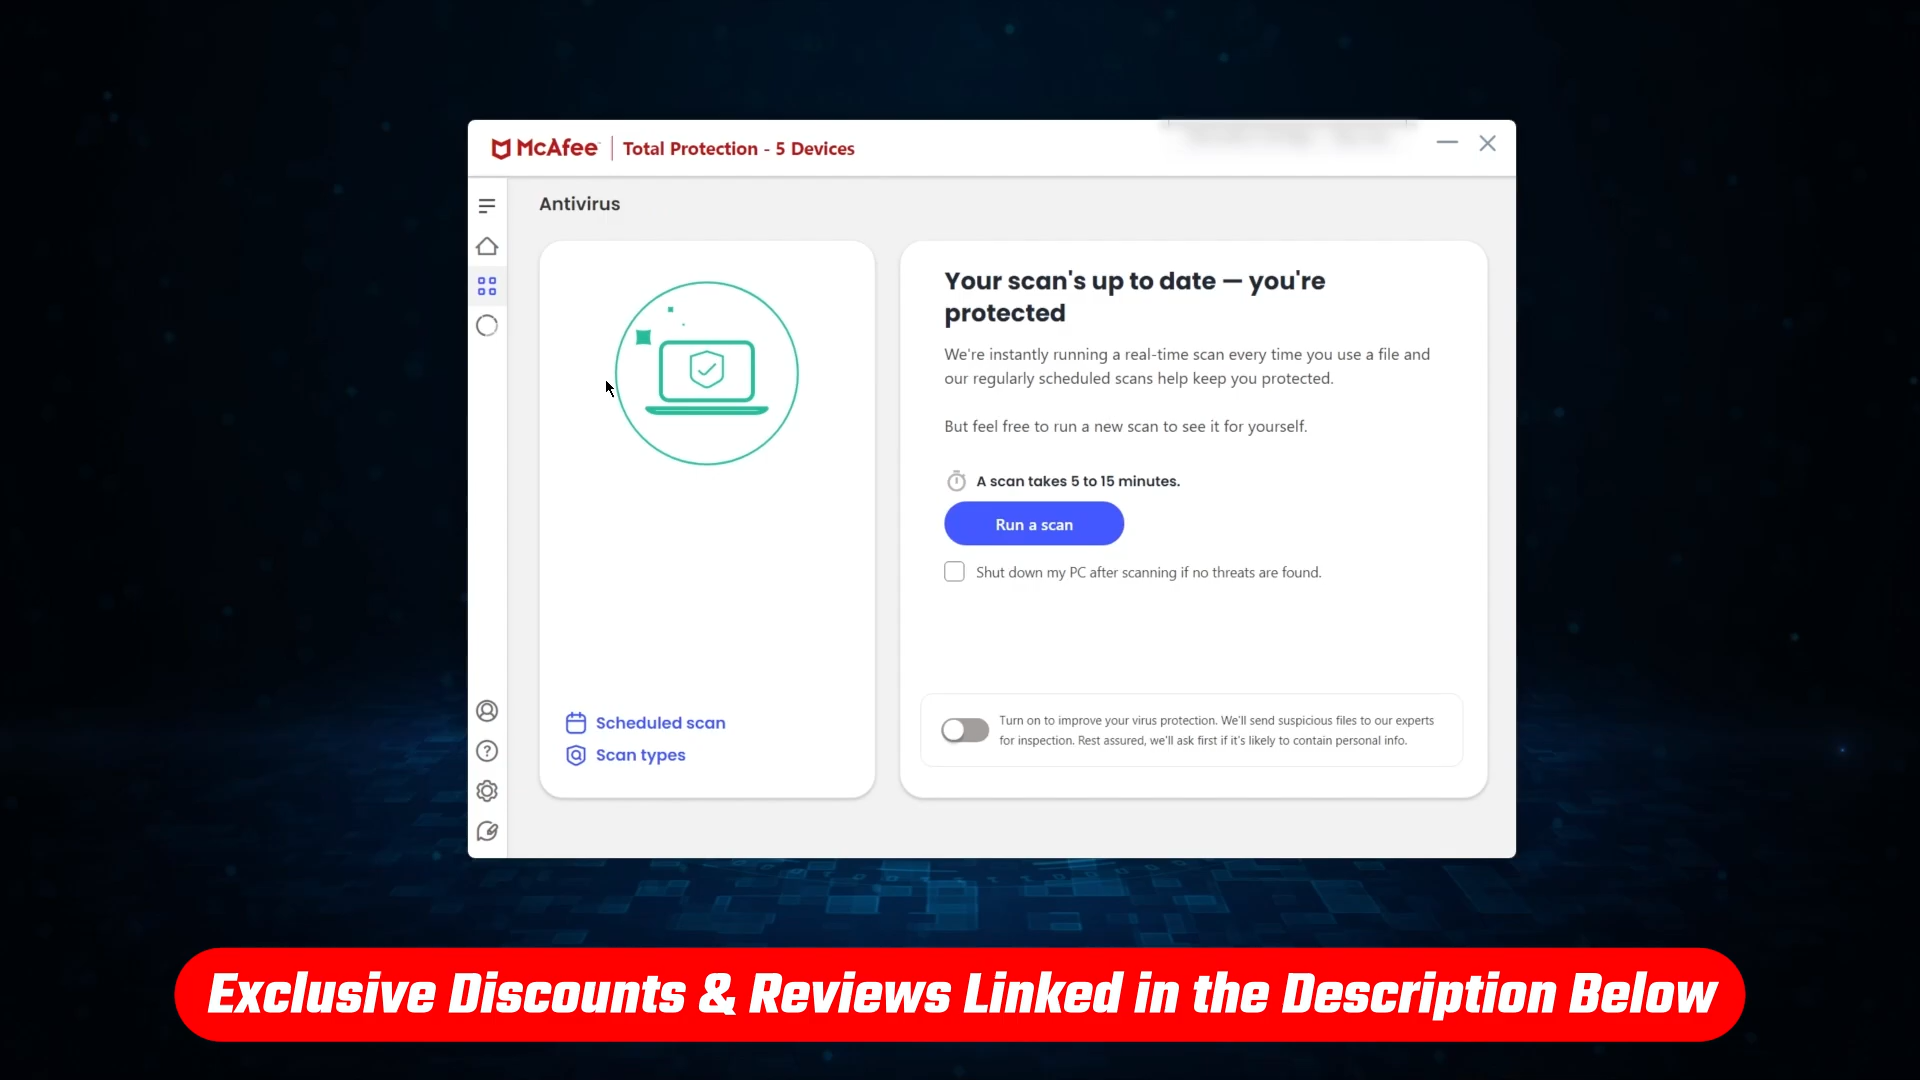 McAfee | Total Protection - 5 Devices
Antivirus
Your scan's up to date — you're
protected
We're instantly running a real-time scan every time you use a file and
our regularly scheduled scans help keep you protected.
But feel free to run a new scan to see it for yourself.
A scan takes 5 to 15 minutes.
Run a scan
Shut down my PC after scanning if no threats are found.
Scheduled scan
Scan types
Turn on to improve your virus protection. We'll send suspicious files to our experts
for inspection. Rest assured, we'll ask first if it's likely to contain personal info.
Exclusive Discounts & Reviews Linked in the Description Below